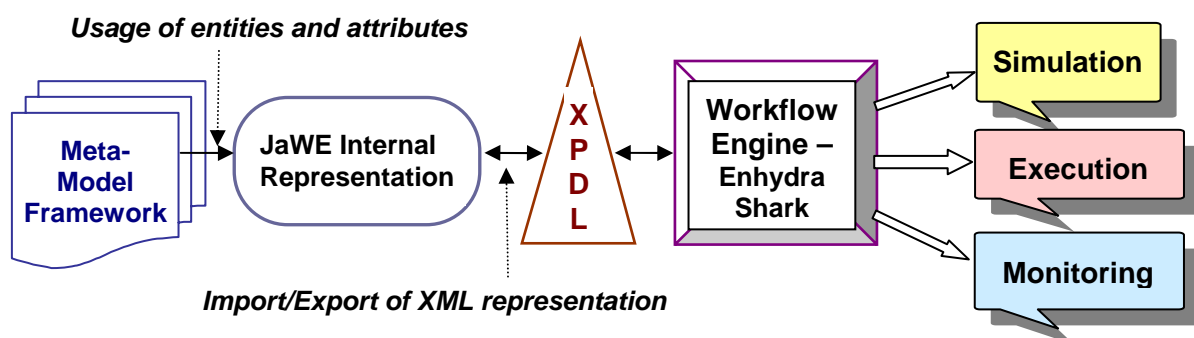 Usage of entities and attributes
Meta-
Model
Framework
JaWE Internal
Representation
X
P
D
L
Workflow
Engine –
Enhydra
Shark
Simulation
Execution
Monitoring
Import/Export of XML representation